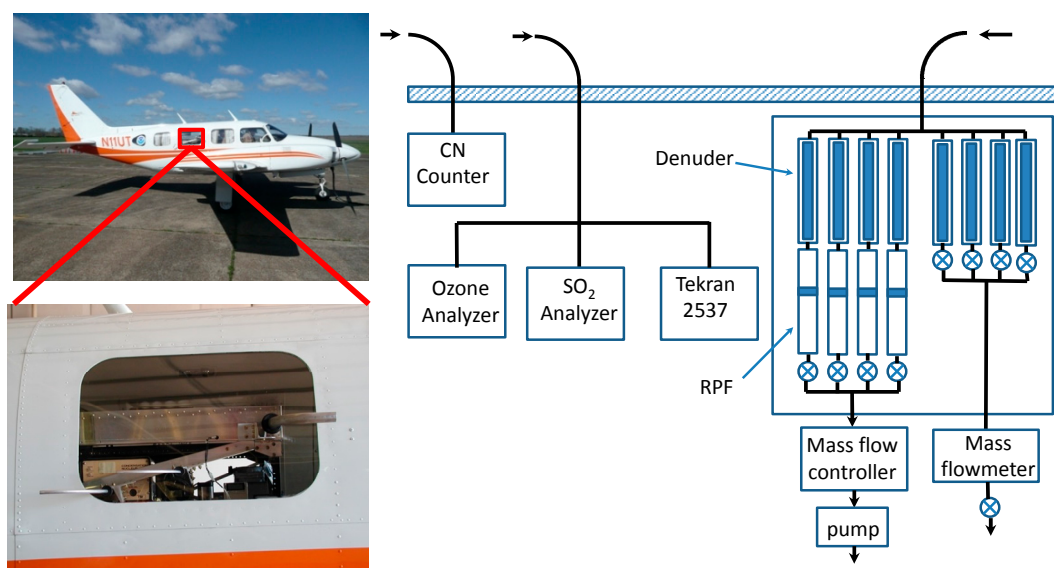 N11UT
CN
Counter
Ozone
Analyzer
SO₂
Analyzer
Tekran
2537
Denuder
RPF
Mass flow
controller
pump
Mass
flowmeter